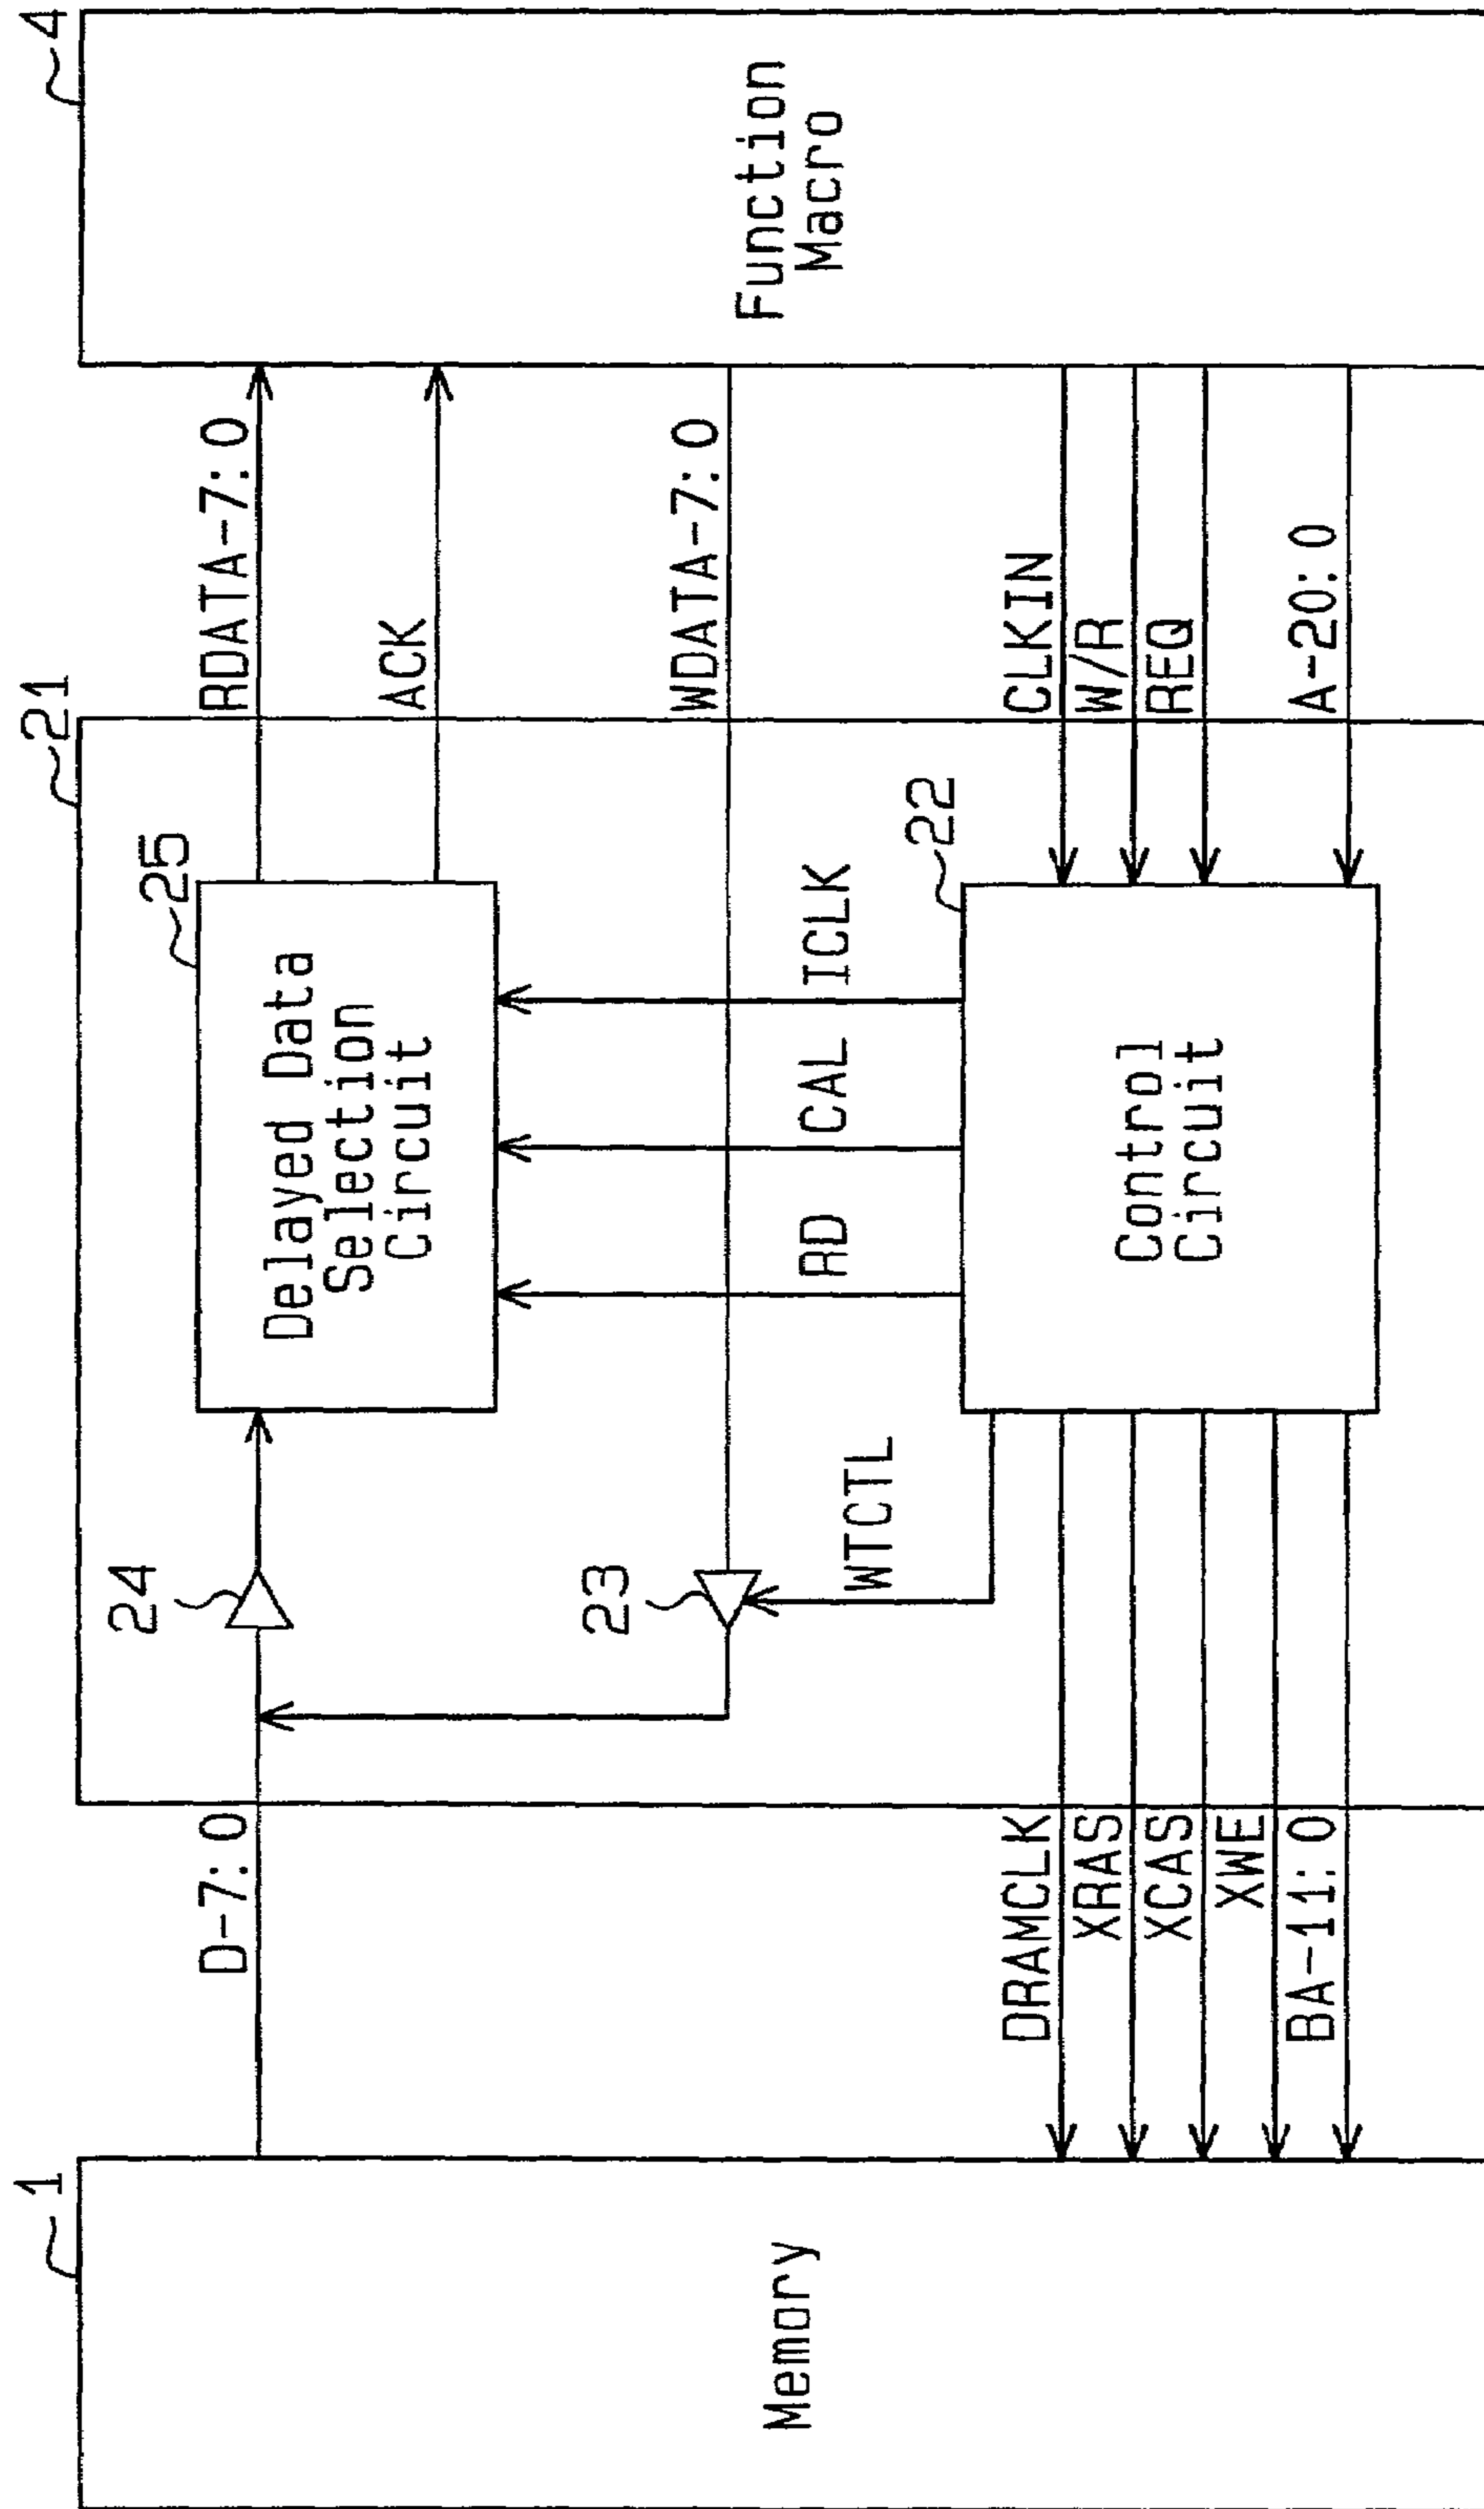 1
Memory
D-7:0
DRAMCLK
XRAS
XCAS
XWE
BA-11:0
21
24
23
WTCTL
25
Delayed Data
Selection
Circuit
RD
CAL
ICLK
22
Control
Circuit
RDATA-7:0
ACK
WDATA-7:0
CLKIN
W/R
REQ
A-20:0
4
Function
Macro